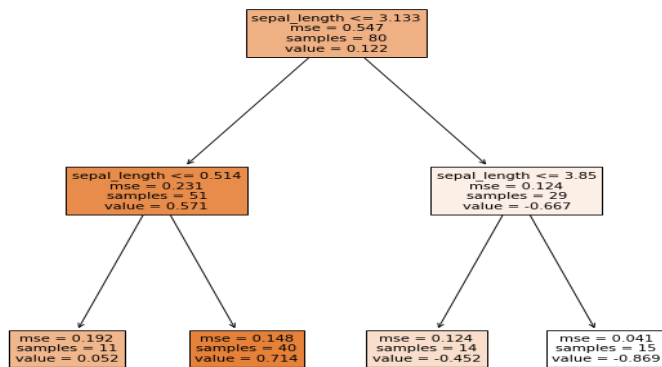 sepal_length <= 3.133
mse = 0.547
samples = 80
value = 0.122
sepal_length <= 0.514
mse = 0.231
samples = 51
value = 0.571
sepal_length <= 3.85
mse = 0.124
samples = 29
value = -0.667
mse = 0.192
samples = 11
value = 0.052
mse = 0.148
samples = 40
value = 0.714
mse = 0.124
samples = 14
value = -0.452
mse = 0.041
samples = 15
value = -0.869